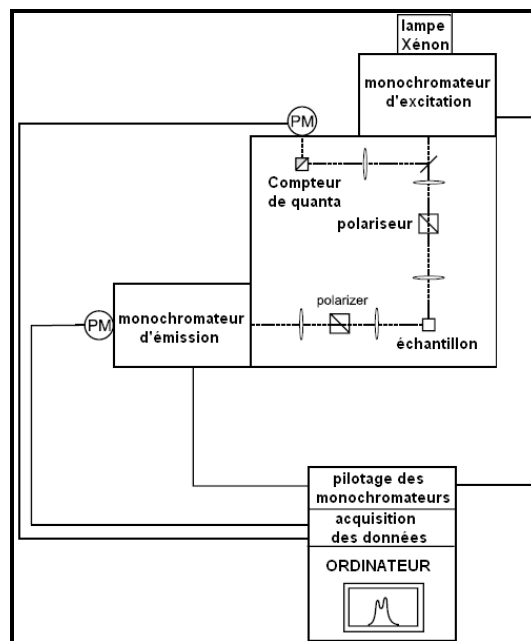 lampe
Xénon
monochromateur
d'excitation
PM
Compteur
de quanta
polariseur
PM
monochromateur
d'émission
polarizer
échantillon
pilotage des
monochromateurs
acquisition
des données
ORDINATEUR